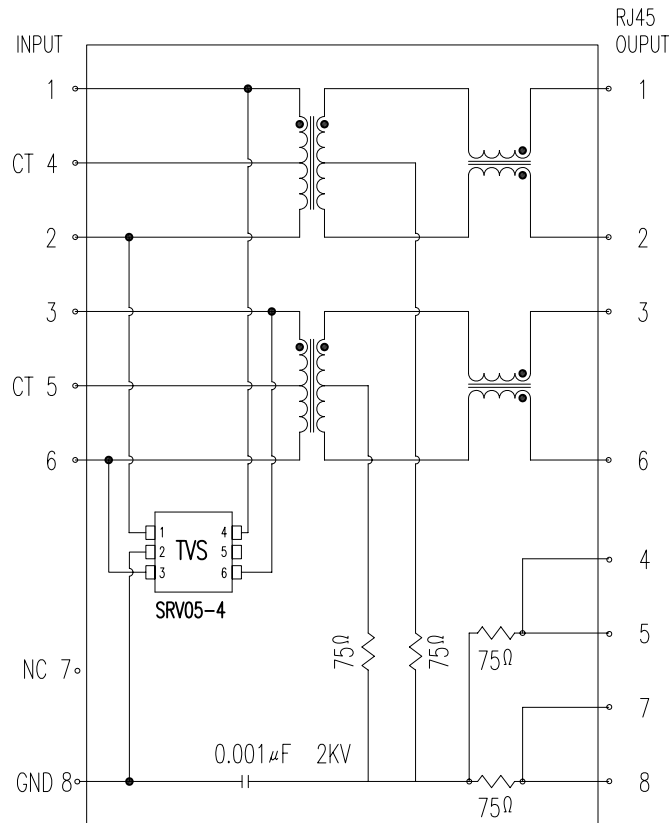 RJ45
INPUT OUPUT
1 1
CT 4
2 2
3 3
CT 5
6 6
1 4
2 TVS 5
3 6
SRV05-4
4
75Ω 75Ω 75Ω 5
NC 7
7
0.001μF 2KV
GND 8 8
75Ω